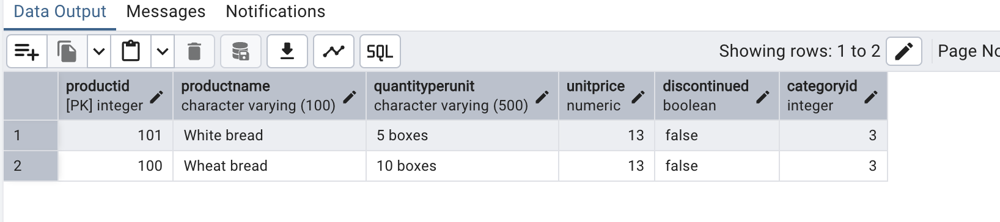 Data Output Messages Notifications
SQL Showing rows: 1 to 2 Page No
productid productname quantityperunit unitprice discontinued categoryid
[PK] integer character varying (100) character varying (500) numeric boolean integer
1 101 White bread 5 boxes 13 false 3
2 100 Wheat bread 10 boxes 13 false 3